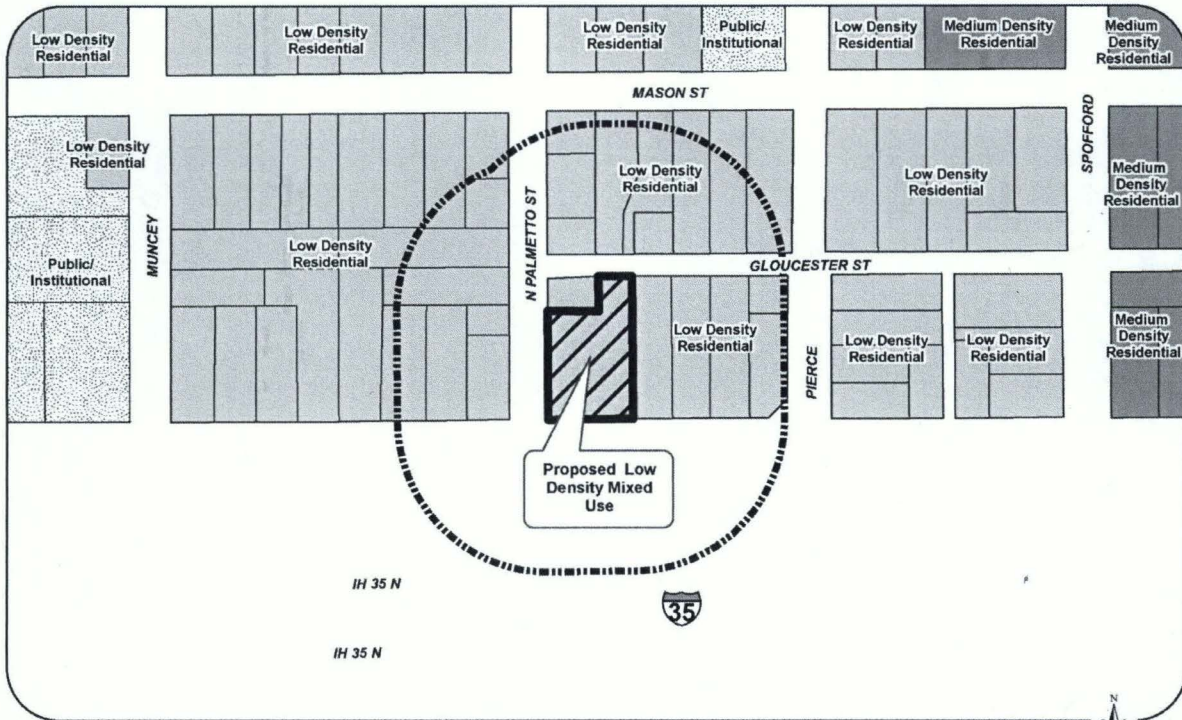 Low Density
Residential
Low Density
Residential
Low Density
Residential
Public/
Institutional
Low Density
Residential
Medium Density
Residential
Medium
Density
Residential
MASON ST
SPOFFORD
Low Density
Residential
Low Density
Residential
Low Density
Residential
Medium
Density
Residential
N PALMETTO ST
MUNCEY
Low Density
Residential
Public/
Institutional
GLOUCESTER ST
Low Density
Residential
Low Density
Residential
Low Density
Residential
Medium
Density
Residential
PIERCE
Proposed Low
Density Mixed
Use
IH 35 N
35
IH 35 N
N